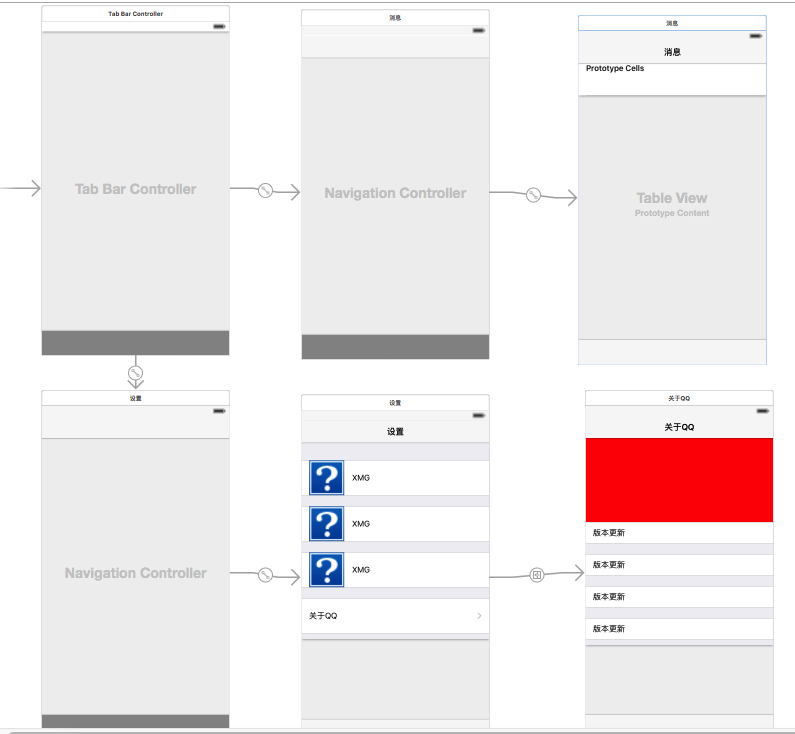 Tab Bar Controller
消息
消息
消息
Prototype Cells
Tab Bar Controller
Navigation Controller
Table View
Prototype Content
设置
设置
关于QQ
设置
关于QQ
XMG
XMG
XMG
关于QQ
Navigation Controller
版本更新
版本更新
版本更新
版本更新